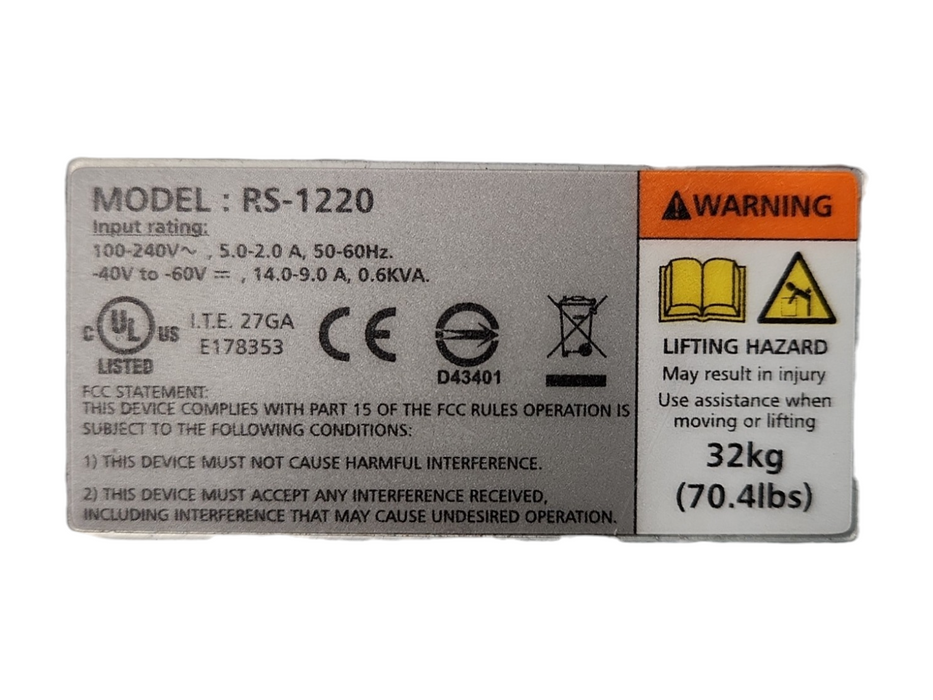 MODEL : RS-1220
Input rating:
100-240V~ , 5.0-2.0 A, 50-60Hz.
-40V to -60V ⎓ , 14.0-9.0 A, 0.6KVA.
C UL US
LISTED
I.T.E. 27GA
E178353
CE
D43401
FCC STATEMENT:
THIS DEVICE COMPLIES WITH PART 15 OF THE FCC RULES OPERATION IS
SUBJECT TO THE FOLLOWING CONDITIONS:
1) THIS DEVICE MUST NOT CAUSE HARMFUL INTERFERENCE.
2) THIS DEVICE MUST ACCEPT ANY INTERFERENCE RECEIVED,
INCLUDING INTERFERENCE THAT MAY CAUSE UNDESIRED OPERATION.
WARNING
LIFTING HAZARD
May result in injury
Use assistance when
moving or lifting
32kg
(70.4lbs)